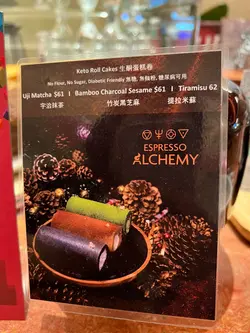 Keto Roll Cakes 生酮蛋糕卷
No Flour, No Sugar, Diabetic Friendly 無糖, 無麵粉, 糖尿病可用
Uji Matcha $61 | Bamboo Charcoal Sesame $61 | Tiramisu 62
宇治抹茶 竹炭黑芝麻 提拉米蘇
ESPRESSO
ALCHEMY